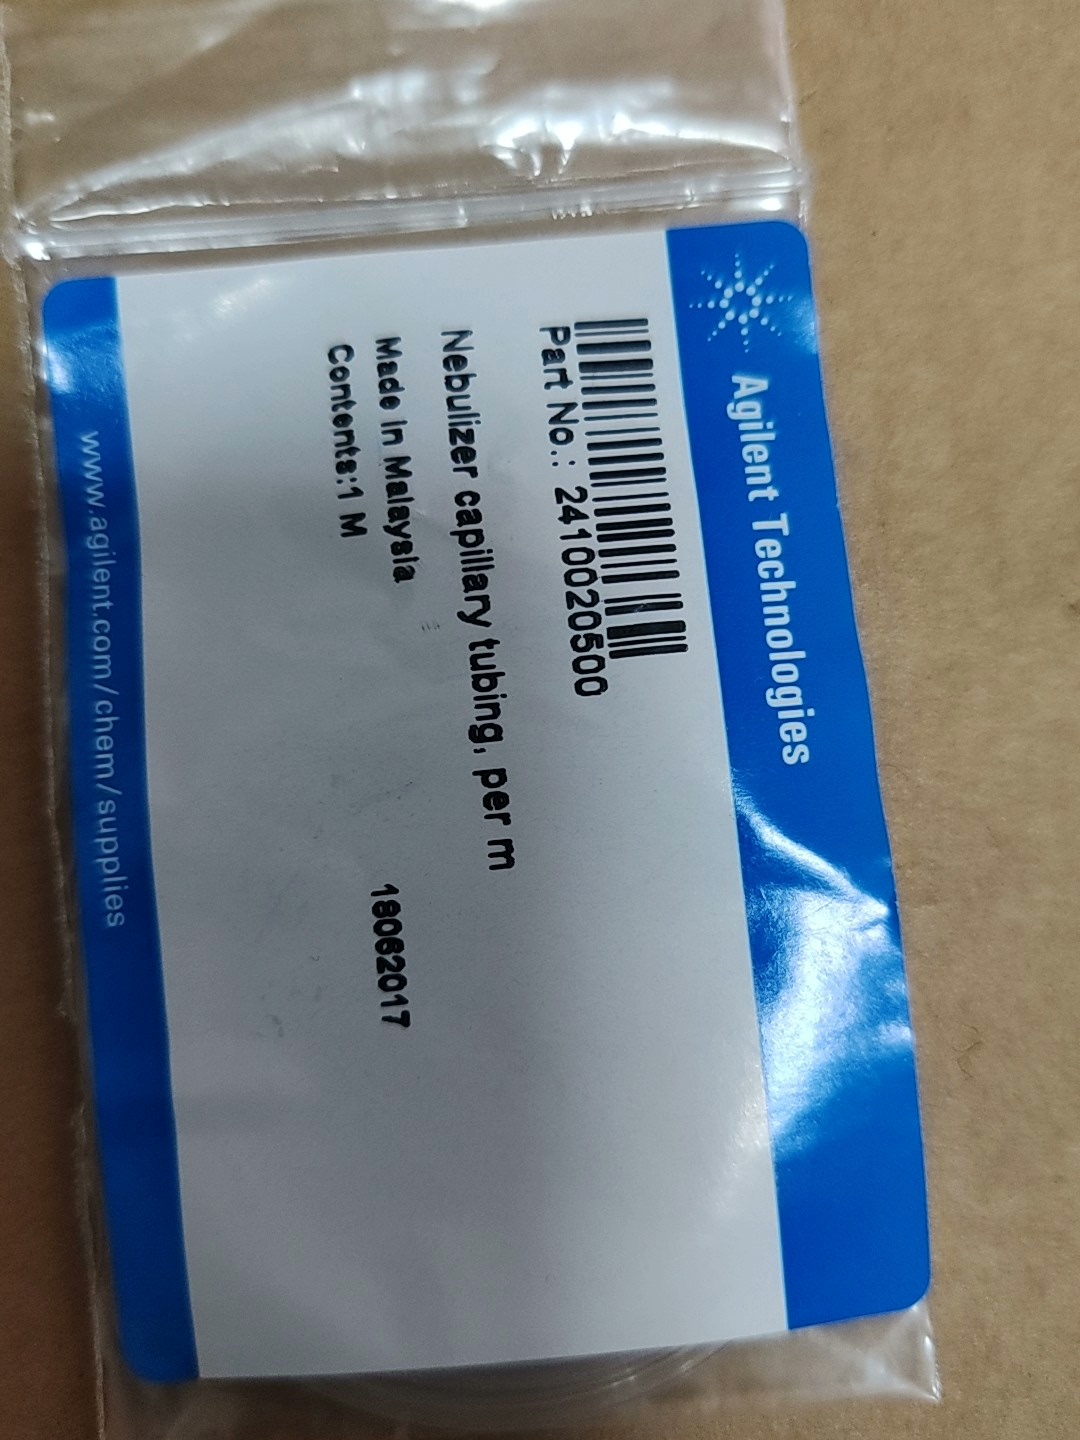 Agilent Technologies
Part No.: 2410020500
Nebulizer capillary tubing, per m
Made in Malaysia
18062017
Contents:1 M
www.agilent.com/chem/supplies